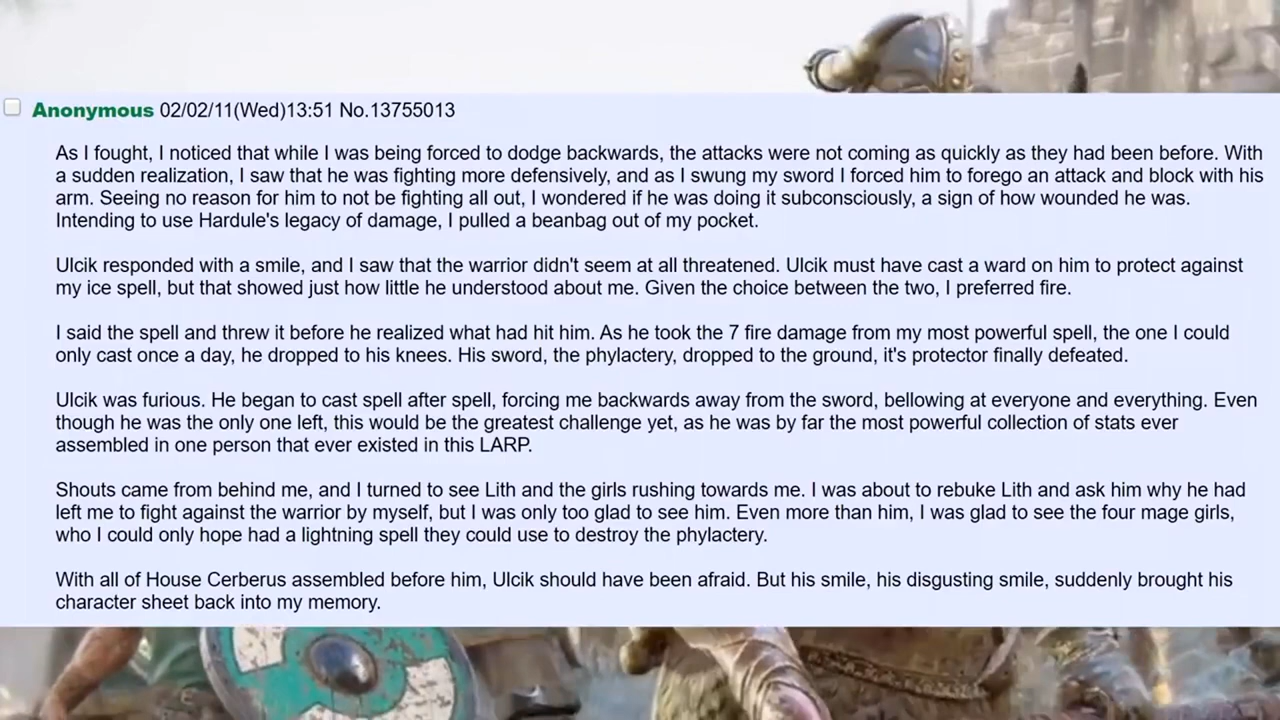 Anonymous 02/02/11(Wed)13:51 No.13755013
As I fought, I noticed that while I was being forced to dodge backwards, the attacks were not coming as quickly as they had been before. With
a sudden realization, I saw that he was fighting more defensively, and as I swung my sword I forced him to forego an attack and block with his
arm. Seeing no reason for him to not be fighting all out, I wondered if he was doing it subconsciously, a sign of how wounded he was.
Intending to use Hardule's legacy of damage, I pulled a beanbag out of my pocket.
Ulcik responded with a smile, and I saw that the warrior didn't seem at all threatened. Ulcik must have cast a ward on him to protect against
my ice spell, but that showed just how little he understood about me. Given the choice between the two, I preferred fire.
I said the spell and threw it before he realized what had hit him. As he took the 7 fire damage from my most powerful spell, the one I could
only cast once a day, he dropped to his knees. His sword, the phylactery, dropped to the ground, it's protector finally defeated.
Ulcik was furious. He began to cast spell after spell, forcing me backwards away from the sword, bellowing at everyone and everything. Even
though he was the only one left, this would be the greatest challenge yet, as he was by far the most powerful collection of stats ever
assembled in one person that ever existed in this LARP.
Shouts came from behind me, and I turned to see Lith and the girls rushing towards me. I was about to rebuke Lith and ask him why he had
left me to fight against the warrior by myself, but I was only too glad to see him. Even more than him, I was glad to see the four mage girls,
who I could only hope had a lightning spell they could use to destroy the phylactery.
With all of House Cerberus assembled before him, Ulcik should have been afraid. But his smile, his disgusting smile, suddenly brought his
character sheet back into my memory.